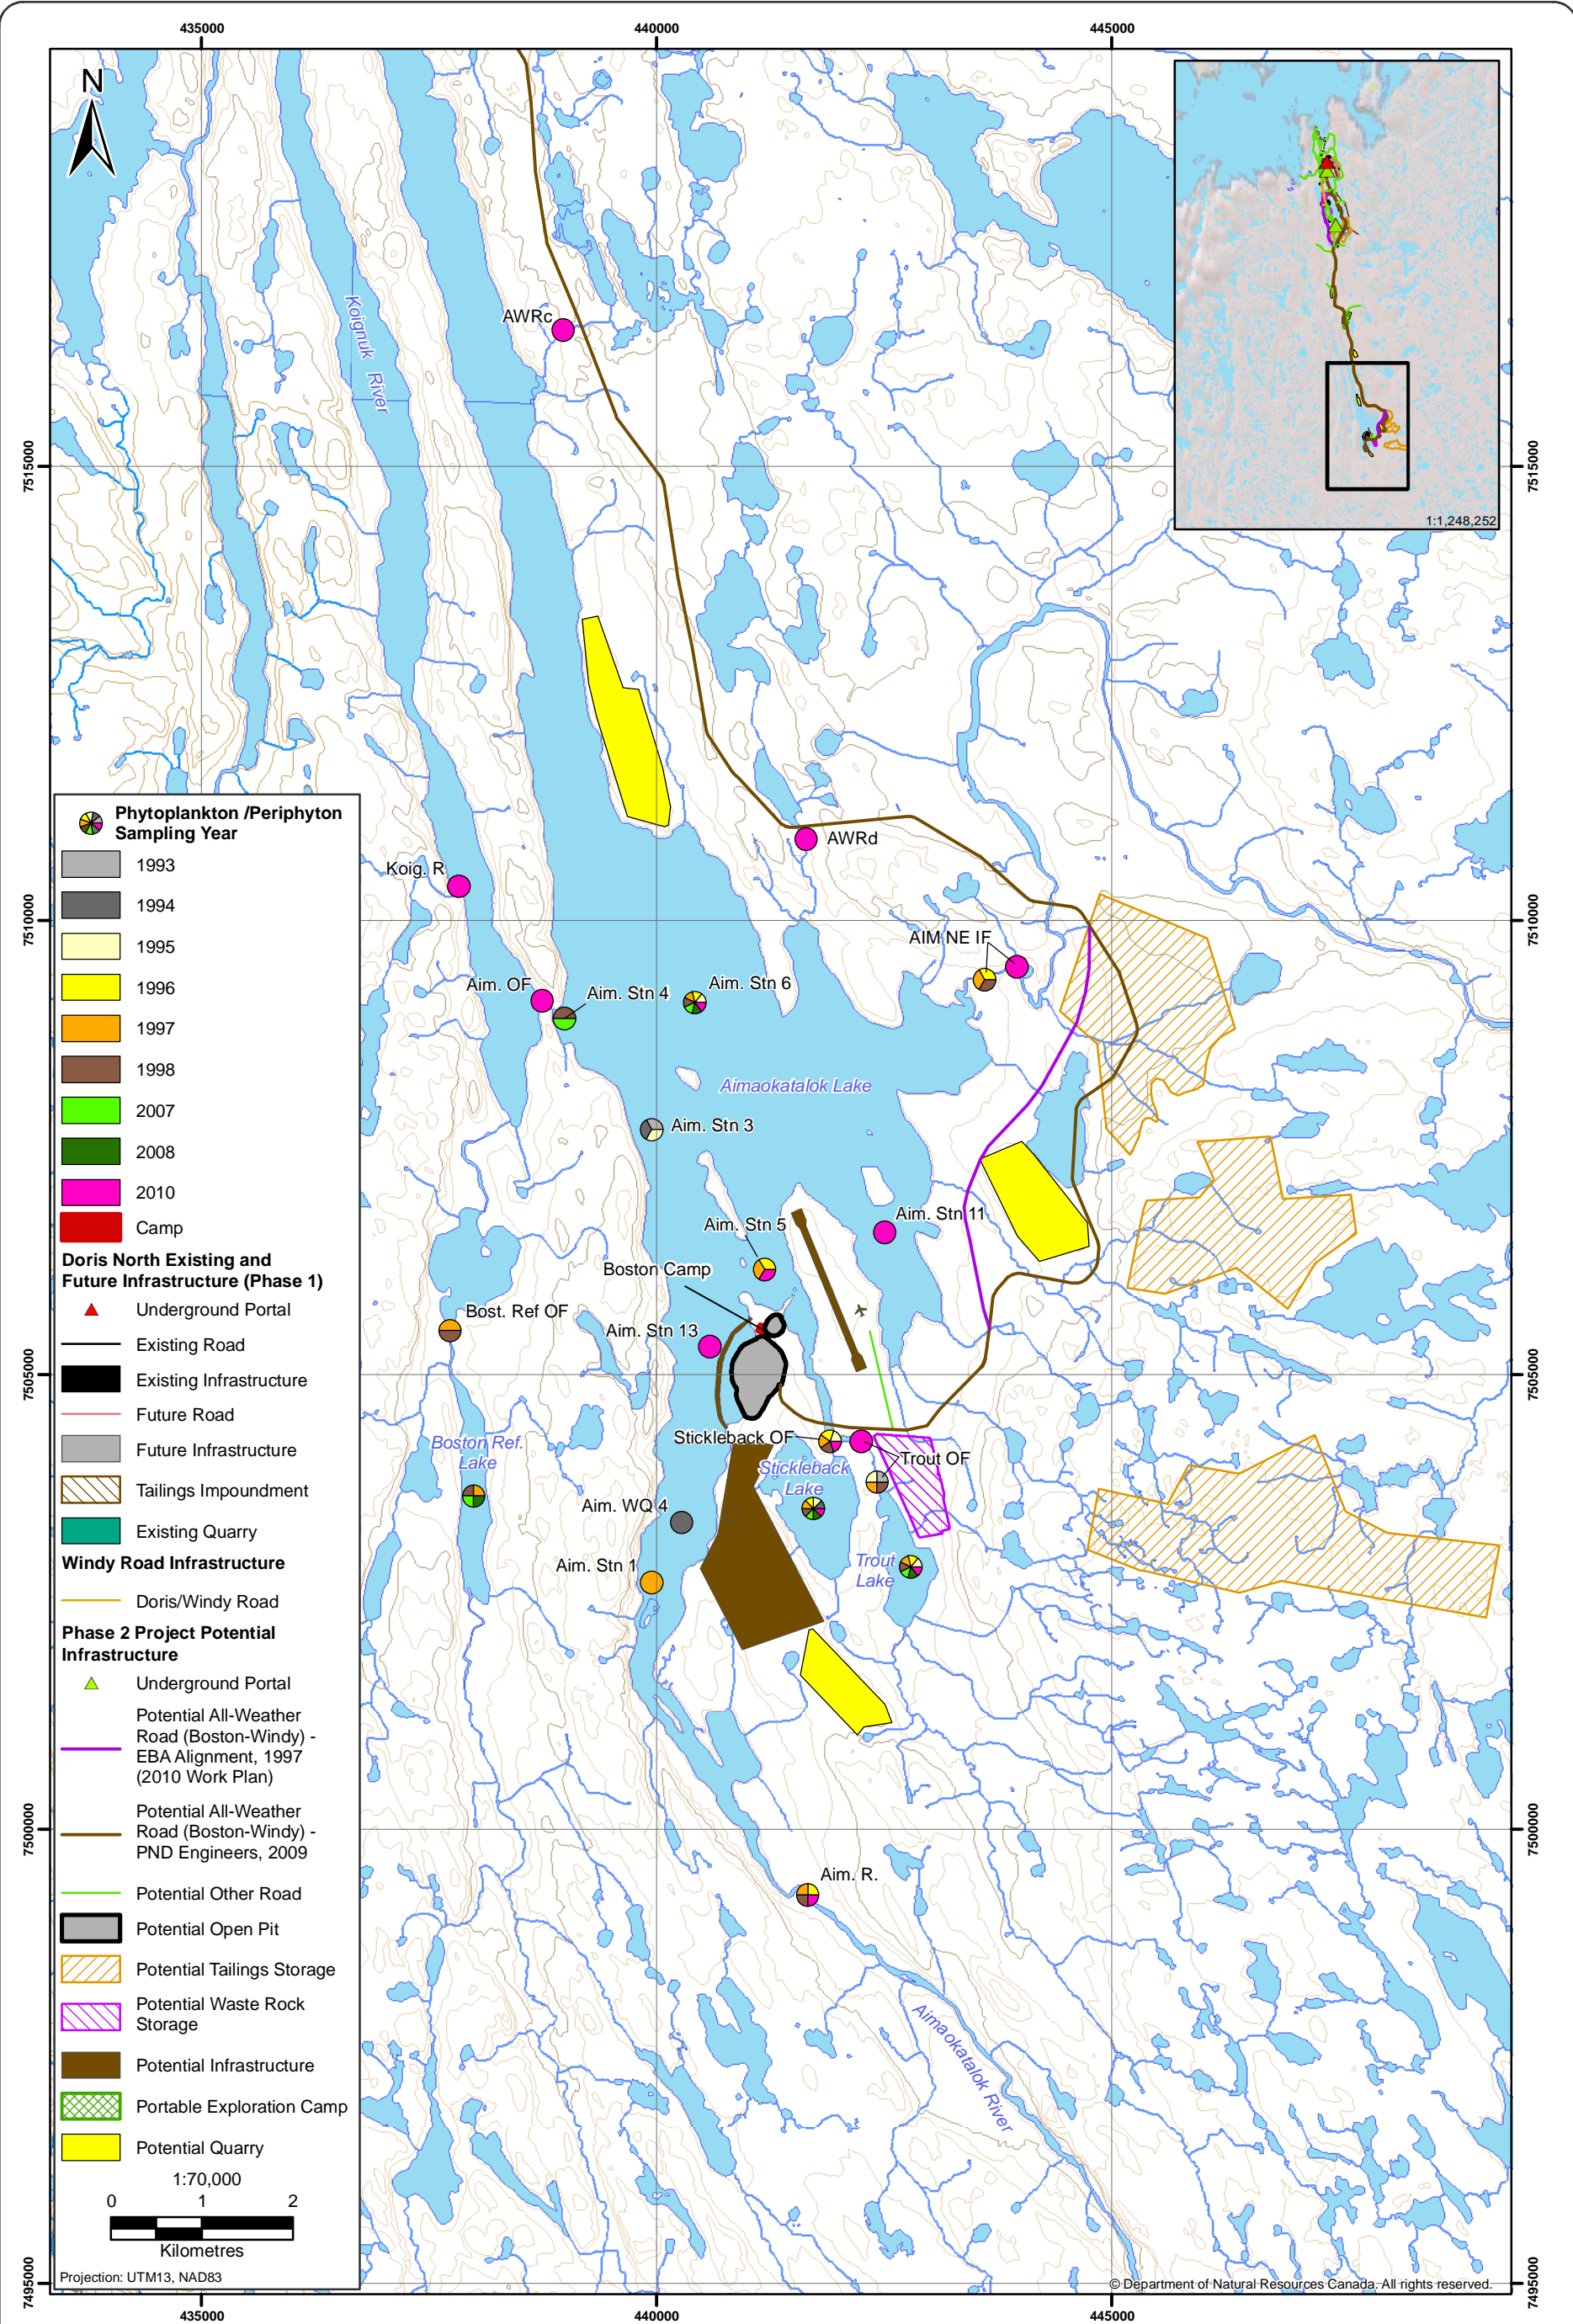 435000
440000
445000
N
1:1,248,252
AWRc
Koignuk River
7515000
7515000
AWRd
Koig. R
7510000
7510000
AIM NE IF
Aim. OF
Aim. Stn 4
Aim. Stn 6
Aimaokatalok Lake
Aim. Stn 3
Aim. Stn 11
Aim. Stn 5
Boston Camp
Bost. Ref OF
Aim. Stn 13
7505000
7505000
Stickleback OF
Trout OF
Boston Ref.
Lake
Stickleback
Lake
Aim. WQ 4
Aim. Stn 1
Trout
Lake
7500000
7500000
Aim. R.
Aimaokatalok River
Phytoplankton /Periphyton
Sampling Year
1993
1994
1995
1996
1997
1998
2007
2008
2010
Camp
Doris North Existing and
Future Infrastructure (Phase 1)
Underground Portal
Existing Road
Existing Infrastructure
Future Road
Future Infrastructure
Tailings Impoundment
Existing Quarry
Windy Road Infrastructure
Doris/Windy Road
Phase 2 Project Potential
Infrastructure
Underground Portal
Potential All-Weather
Road (Boston-Windy) -
EBA Alignment, 1997
(2010 Work Plan)
Potential All-Weather
Road (Boston-Windy) -
PND Engineers, 2009
Potential Other Road
Potential Open Pit
Potential Tailings Storage
Potential Waste Rock
Storage
Potential Infrastructure
Portable Exploration Camp
Potential Quarry
1:70,000
0 1 2
Kilometres
Projection: UTM13, NAD83
© Department of Natural Resources Canada. All rights reserved.
7495000
7495000
435000
440000
445000